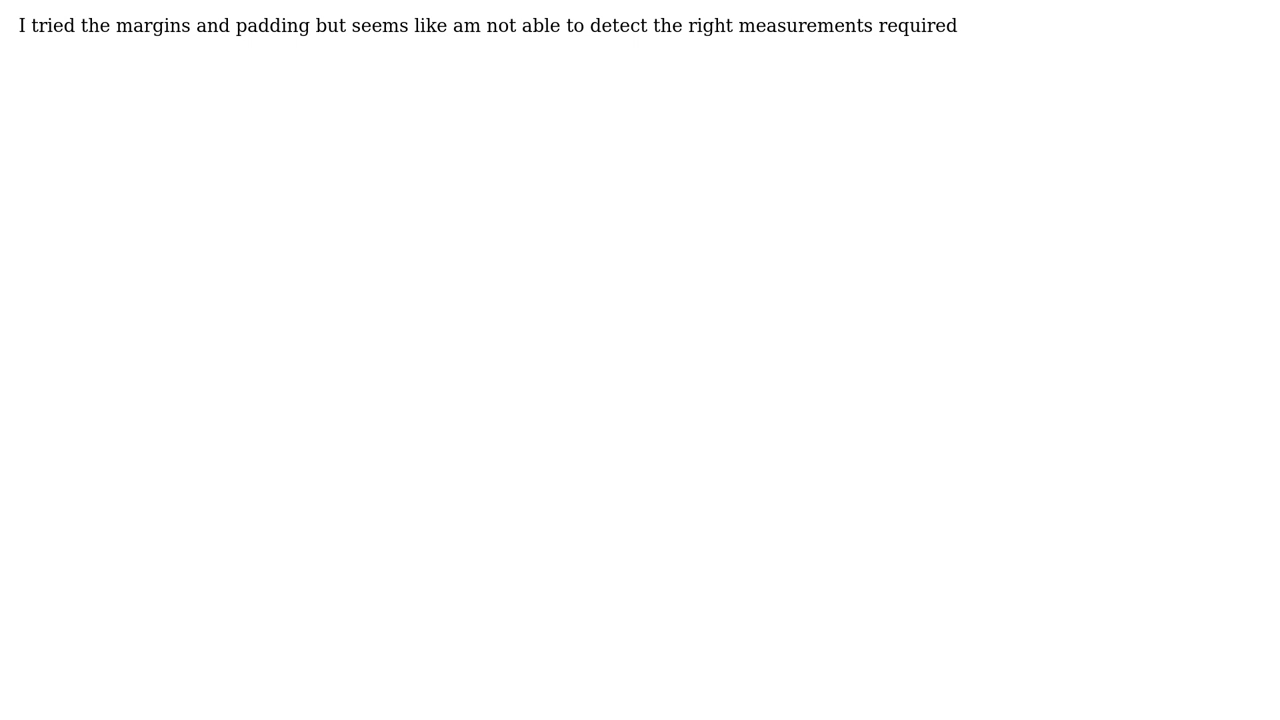 I tried the margins and padding but seems like am not able to detect the right measurements required